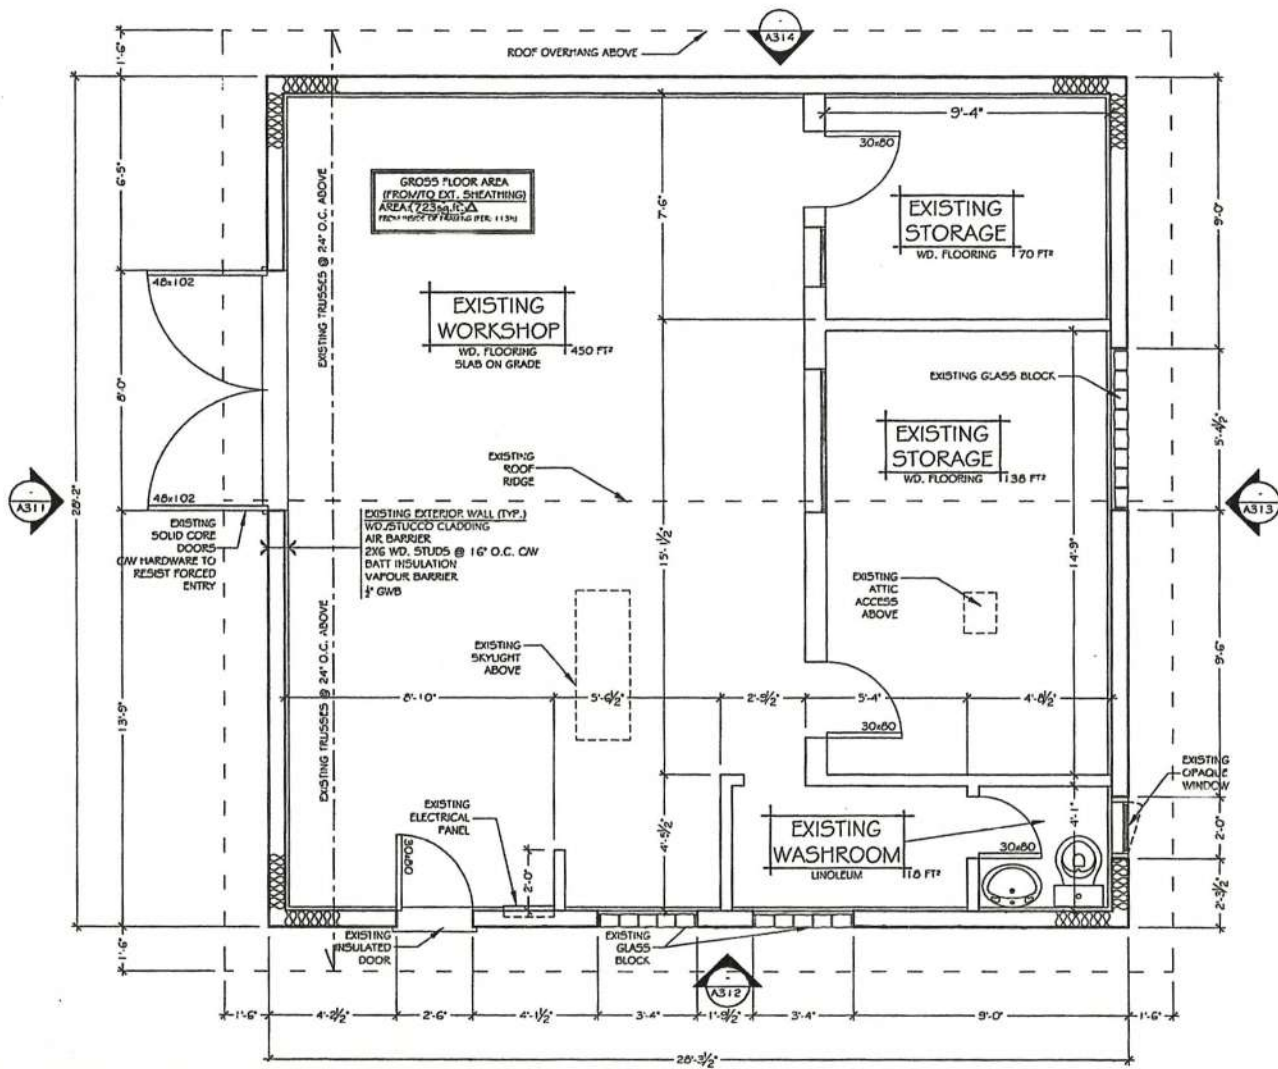 A314
ROOF OVERHANG ABOVE
1'-6"
9'-4"
30x80
6'-5"
GROSS FLOOR AREA
(FROM/TO EXT. SHEATHING)
AREA: 723 sq.ft.
EXISTING TRUSSES @ 24" O.C. ABOVE
7'-6"
EXISTING
STORAGE
WD. FLOORING
70 FT²
9'-0"
48x102
EXISTING
WORKSHOP
WD. FLOORING
SLAB ON GRADE
450 FT²
EXISTING GLASS BLOCK
8'-0"
5'-4½"
EXISTING
STORAGE
WD. FLOORING
138 FT²
EXISTING
ROOF
RIDGE
28'-2"
A311
48x102
A313
EXISTING
SOLID CORE
DOORS
C/W HARDWARE TO
RESIST FORCED
ENTRY
EXISTING EXTERIOR WALL (TYP.)
WD./STUCCO CLADDING
AIR BARRIER
2X6 WD. STUDS @ 16" O.C. C/W
BATT INSULATION
VAPOUR BARRIER
½" GWB
15'-1½"
14'-9"
EXISTING
ATTIC
ACCESS
ABOVE
EXISTING TRUSSES @ 24" O.C. ABOVE
EXISTING
SKYLIGHT
ABOVE
9'-6"
13'-9"
8'-10"
5'-6½"
2'-9½"
5'-4"
4'-8½"
30x80
EXISTING
OPAQUE
WINDOW
EXISTING
ELECTRICAL
PANEL
4'-5½"
EXISTING
WASHROOM
LINOLEUM
18 FT²
4'-1"
30x80
2'-0"
30x80
2'-0"
2'-3½"
EXISTING
INSULATED
DOOR
EXISTING
GLASS
BLOCK
1'-6"
A312
1'-6"
4'-2½"
2'-6"
4'-1½"
3'-4"
1'-9½"
3'-4"
9'-0"
1'-6"
28'-3½"